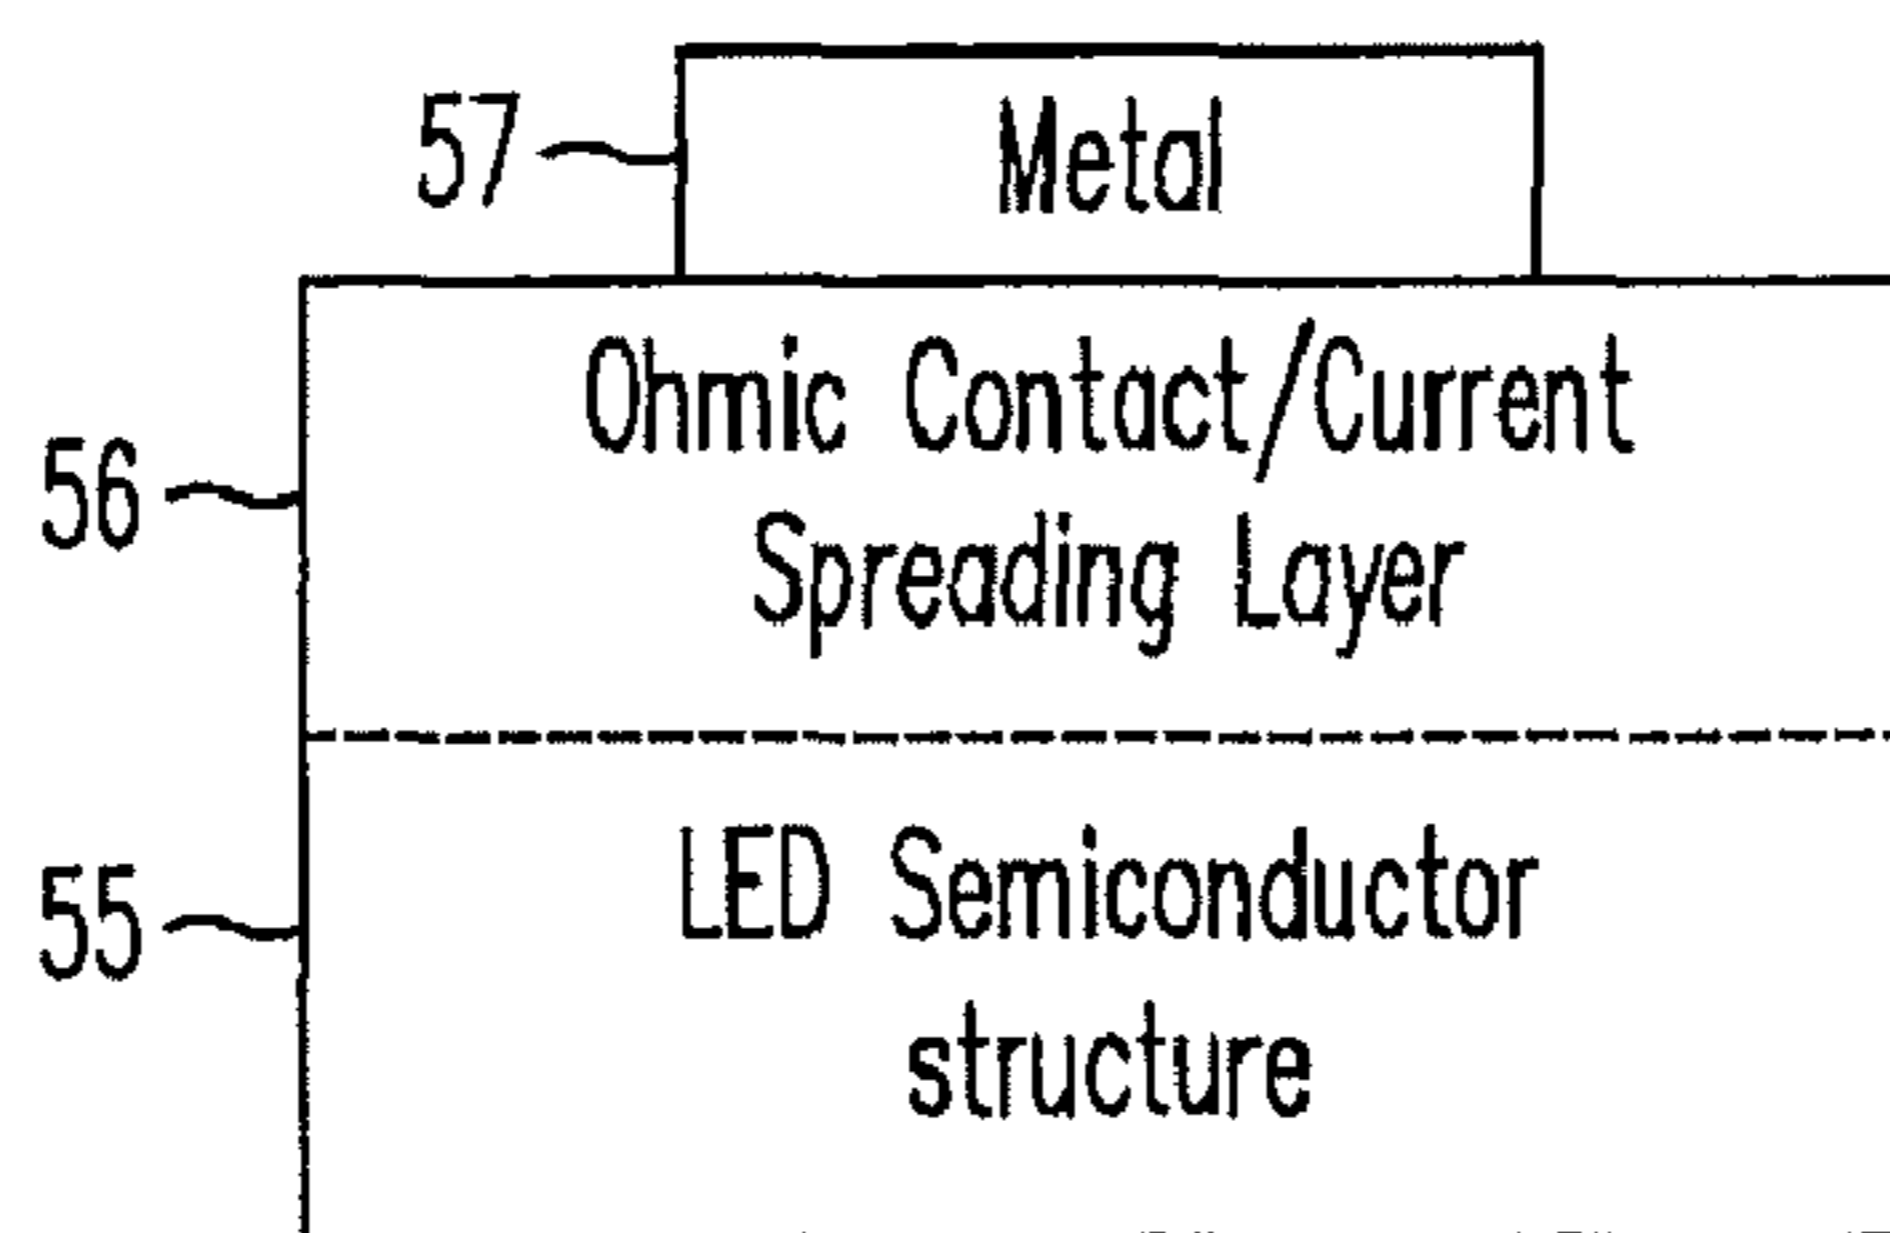 57 Metal
Ohmic Contact/Current
56
Spreading Layer
LED Semiconductor
55
structure